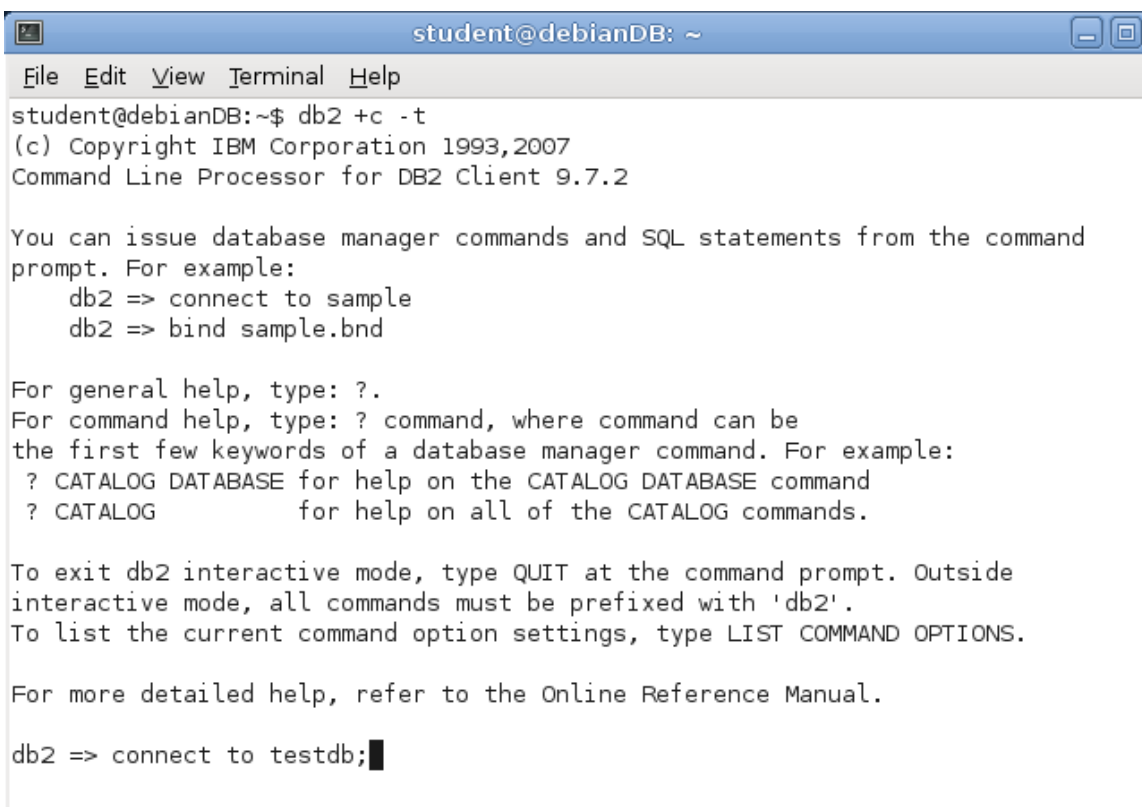 student@debianDB: ~
File Edit View Terminal Help
student@debianDB:~$ db2 +c -t
(c) Copyright IBM Corporation 1993,2007
Command Line Processor for DB2 Client 9.7.2
You can issue database manager commands and SQL statements from the command
prompt. For example:
    db2 => connect to sample
    db2 => bind sample.bnd
For general help, type: ?.
For command help, type: ? command, where command can be
the first few keywords of a database manager command. For example:
 ? CATALOG DATABASE for help on the CATALOG DATABASE command
 ? CATALOG          for help on all of the CATALOG commands.
To exit db2 interactive mode, type QUIT at the command prompt. Outside
interactive mode, all commands must be prefixed with 'db2'.
To list the current command option settings, type LIST COMMAND OPTIONS.
For more detailed help, refer to the Online Reference Manual.
db2 => connect to testdb;